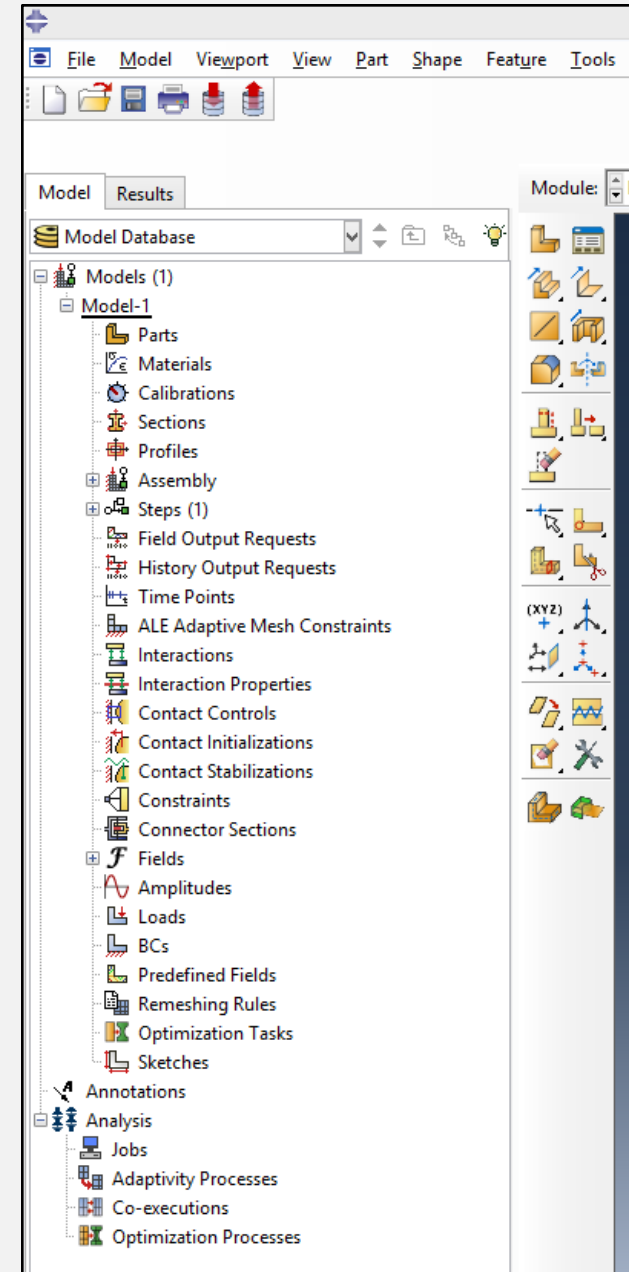 File Model Viewport View Part Shape Feature Tools
Model Results
Module:
Model Database
Models (1)
Model-1
Parts
Materials
Calibrations
Sections
Profiles
Assembly
Steps (1)
Field Output Requests
History Output Requests
Time Points
ALE Adaptive Mesh Constraints
Interactions
Interaction Properties
Contact Controls
Contact Initializations
Contact Stabilizations
Constraints
Connector Sections
Fields
Amplitudes
Loads
BCs
Predefined Fields
Remeshing Rules
Optimization Tasks
Sketches
Annotations
Analysis
Jobs
Adaptivity Processes
Co-executions
Optimization Processes
(XYZ)